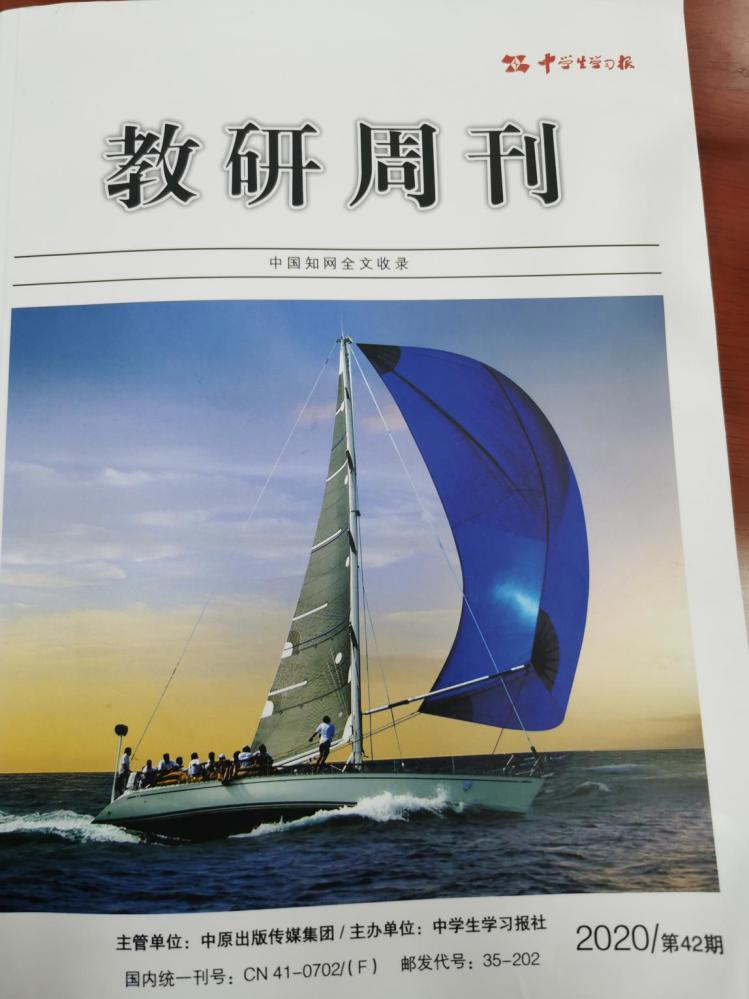 中学生学习报
教研周刊
中国知网全文收录
主管单位：中原出版传媒集团/主办单位：中学生学习报社
2020/第42期
国内统一刊号：CN 41-0702/(F) 邮发代号：35-202